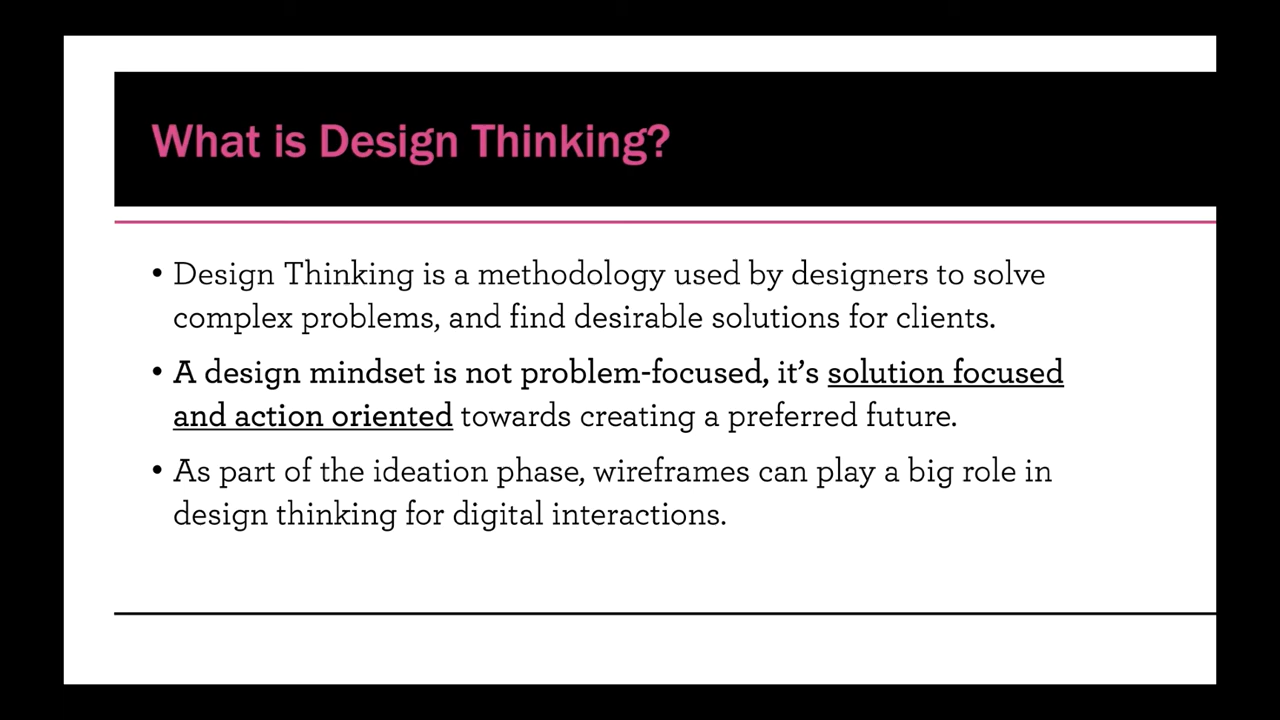 What is Design Thinking?
• Design Thinking is a methodology used by designers to solve
complex problems, and find desirable solutions for clients.
• A design mindset is not problem-focused, it’s solution focused
and action oriented towards creating a preferred future.
• As part of the ideation phase, wireframes can play a big role in
design thinking for digital interactions.